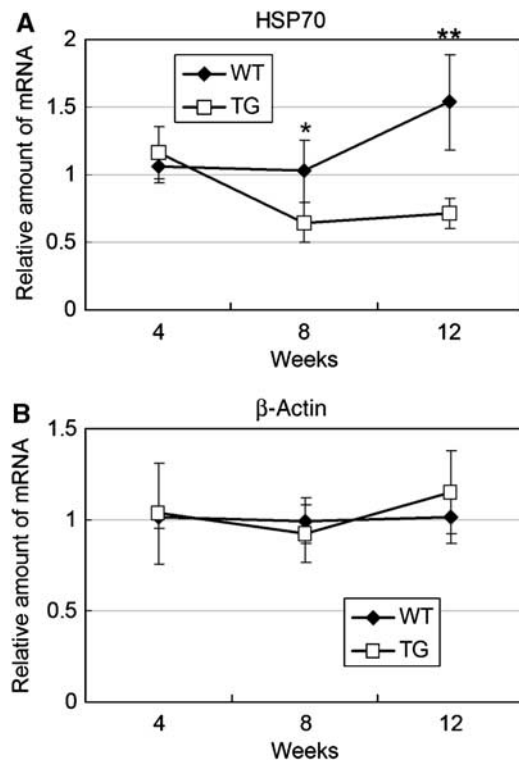 A
HSP70
Relative amount of mRNA
2
1.5
1
0.5
0
WT
TG
*
**
4 8 12
Weeks
B
β-Actin
Relative amount of mRNA
1.5
1
0.5
0
WT
TG
4 8 12
Weeks